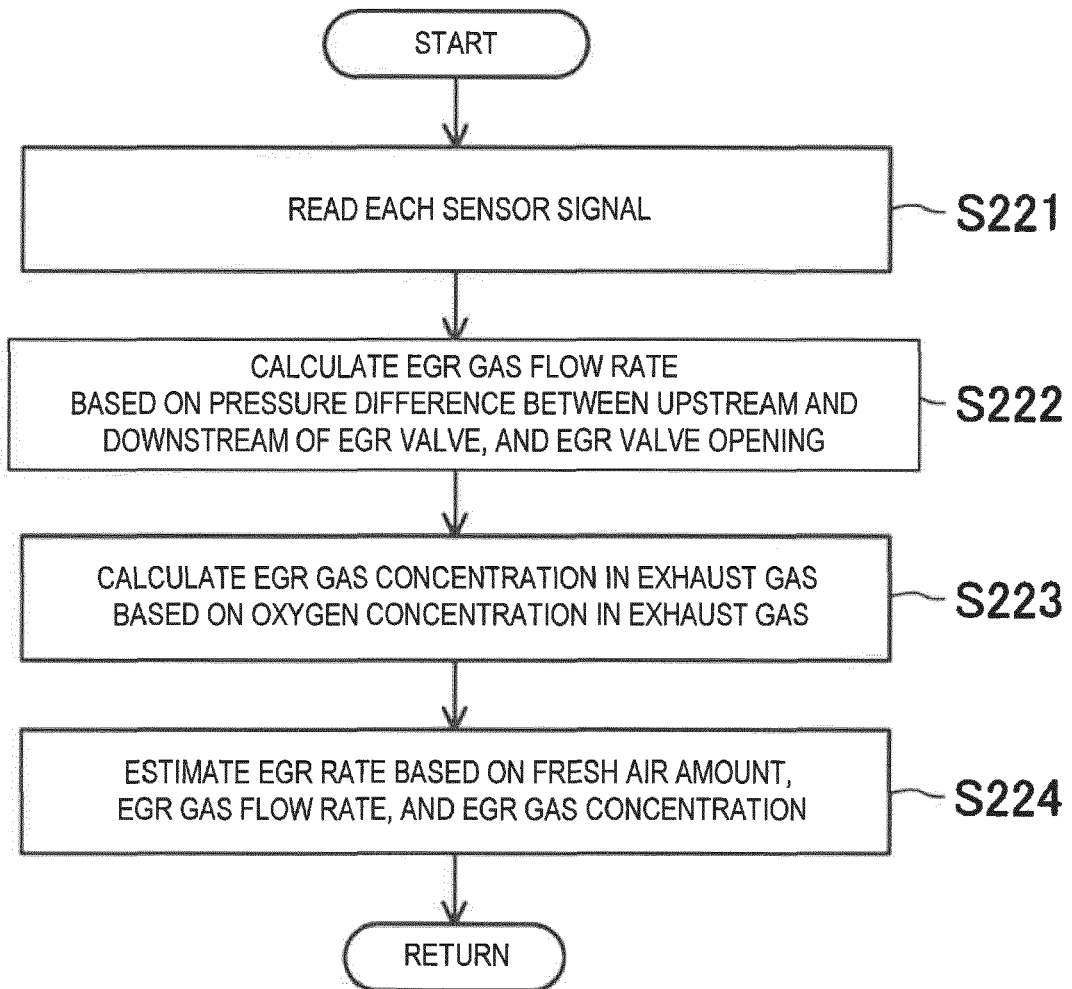 START
READ EACH SENSOR SIGNAL
S221
CALCULATE EGR GAS FLOW RATE
BASED ON PRESSURE DIFFERENCE BETWEEN UPSTREAM AND
DOWNSTREAM OF EGR VALVE, AND EGR VALVE OPENING
S222
CALCULATE EGR GAS CONCENTRATION IN EXHAUST GAS
BASED ON OXYGEN CONCENTRATION IN EXHAUST GAS
S223
ESTIMATE EGR RATE BASED ON FRESH AIR AMOUNT,
EGR GAS FLOW RATE, AND EGR GAS CONCENTRATION
S224
RETURN